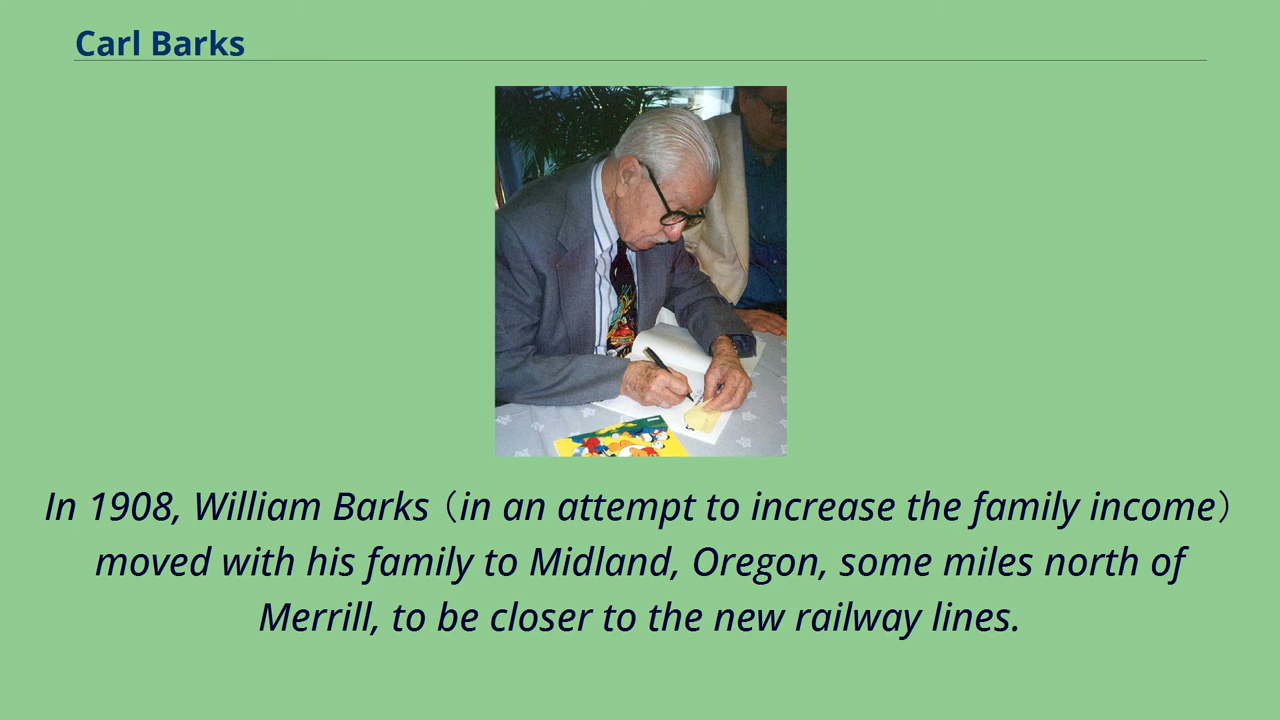 Carl Barks
In 1908, William Barks（in an attempt to increase the family income）
moved with his family to Midland, Oregon, some miles north of
Merrill, to be closer to the new railway lines.